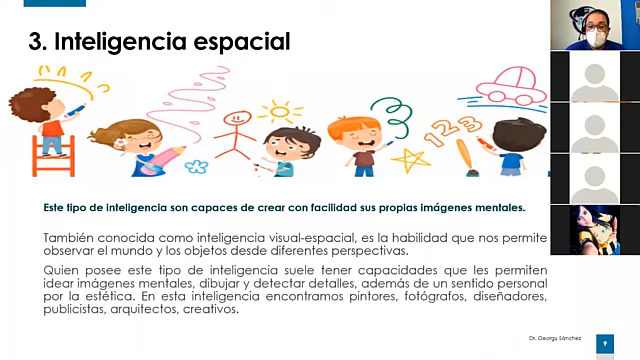 3. Inteligencia espacial
1 2 3
Este tipo de inteligencia son capaces de crear con facilidad sus propias imágenes mentales.
También conocida como inteligencia visual-espacial, es la habilidad que nos permite
observar el mundo y los objetos desde diferentes perspectivas.
Quien posee este tipo de inteligencia suele tener capacidades que les permiten
idear imágenes mentales, dibujar y detectar detalles, además de un sentido personal
por la estética. En esta inteligencia encontramos pintores, fotógrafos, diseñadores,
publicistas, arquitectos, creativos.
Dr. Georgy Sánchez
9